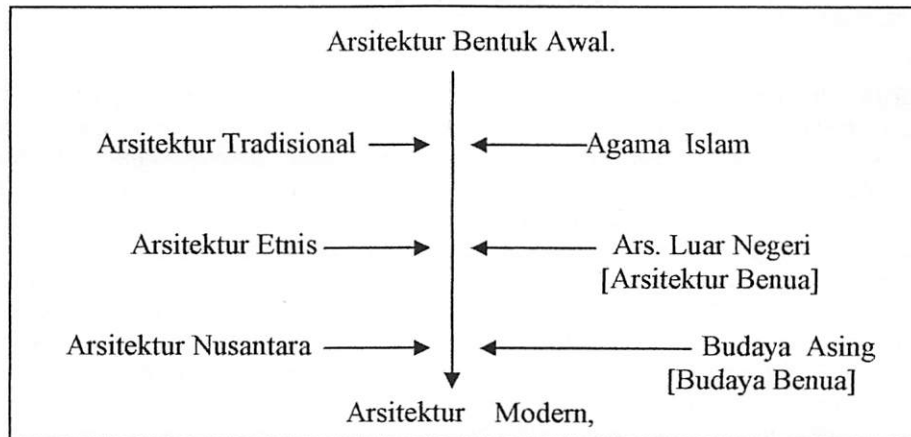 Arsitektur Bentuk Awal.
Arsitektur Tradisional
Agama Islam
Arsitektur Etnis
Ars. Luar Negeri
[Arsitektur Benua]
Arsitektur Nusantara
Budaya Asing
[Budaya Benua]
Arsitektur Modern,